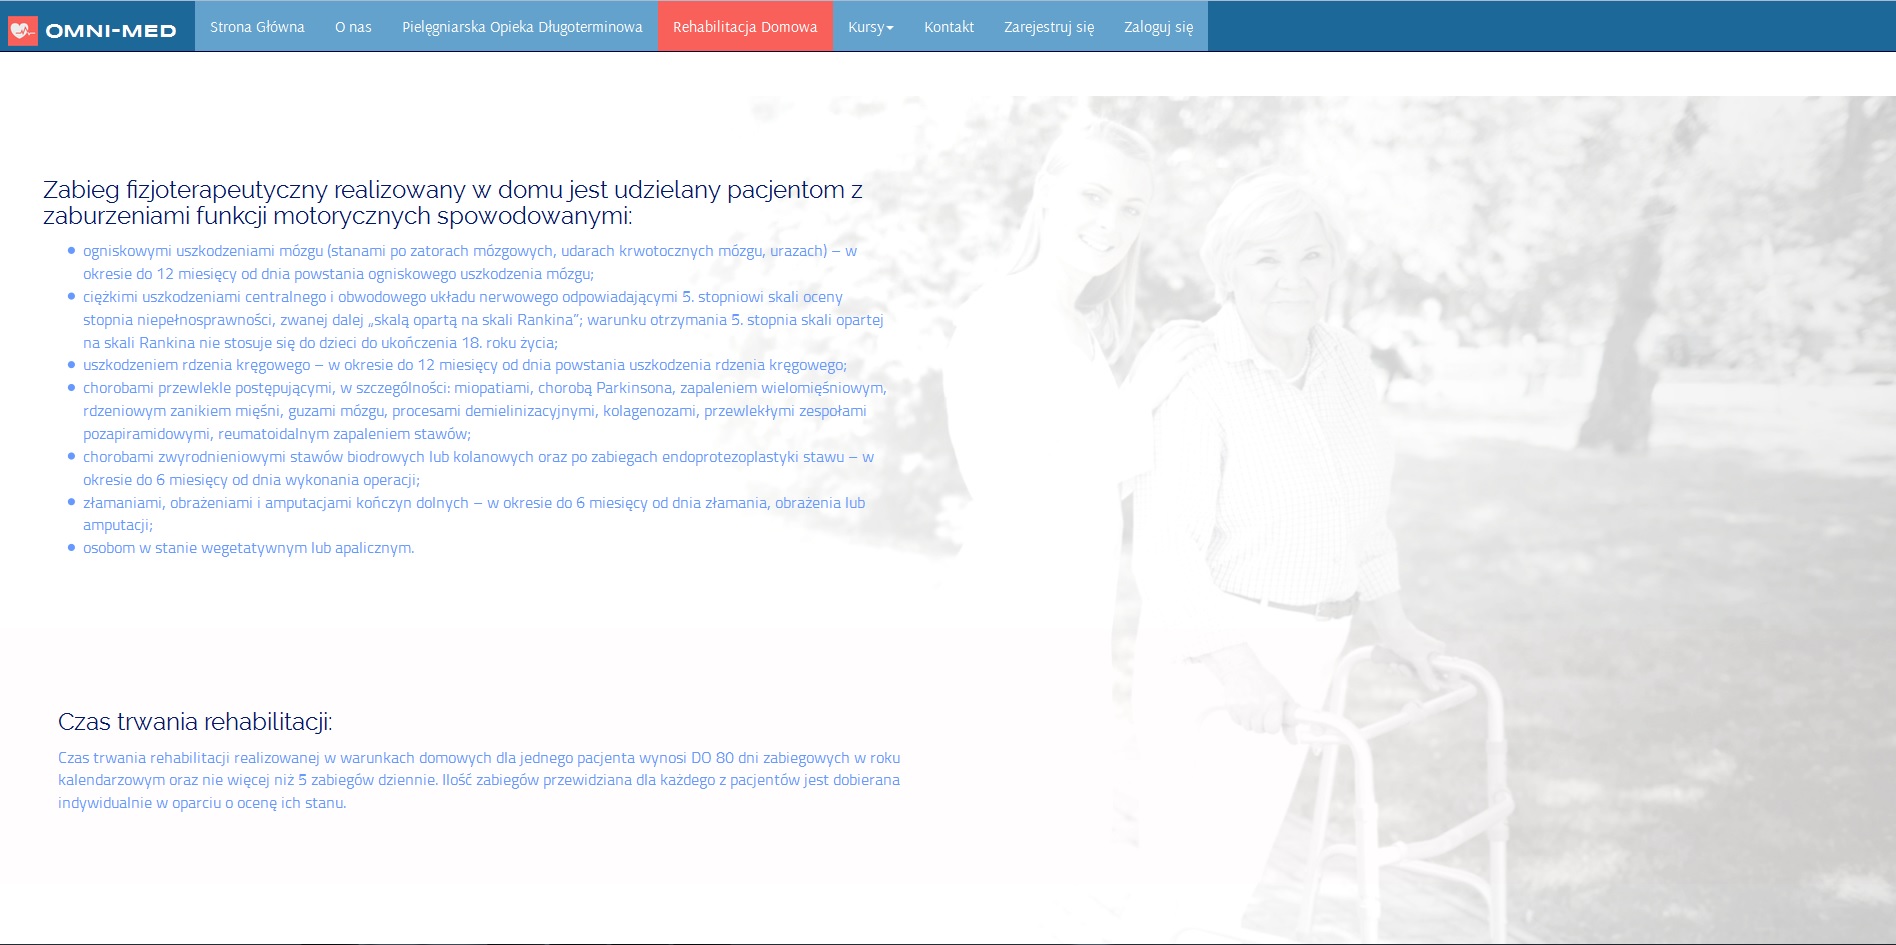 OMNI-MED
Strona Główna
O nas
Pielęgniarska Opieka Długoterminowa
Rehabilitacja Domowa
Kursy
Kontakt
Zarejestruj się
Zaloguj się
Zabieg fizjoterapeutyczny realizowany w domu jest udzielany pacjentom z
zaburzeniami funkcji motorycznych spowodowanymi:
ogniskowymi uszkodzeniami mózgu (stanami po zatorach mózgowych, udarach krwotocznych mózgu, urazach) – w
okresie do 12 miesięcy od dnia powstania ogniskowego uszkodzenia mózgu;
ciężkimi uszkodzeniami centralnego i obwodowego układu nerwowego odpowiadającymi 5. stopniowi skali oceny
stopnia niepełnosprawności, zwanej dalej „skalą opartą na skali Rankina”; warunku otrzymania 5. stopnia skali opartej
na skali Rankina nie stosuje się do dzieci do ukończenia 18. roku życia;
uszkodzeniem rdzenia kręgowego – w okresie do 12 miesięcy od dnia powstania uszkodzenia rdzenia kręgowego;
chorobami przewlekle postępującymi, w szczególności: miopatiami, chorobą Parkinsona, zapaleniem wielomięśniowym,
rdzeniowym zanikiem mięśni, guzami mózgu, procesami demielinizacyjnymi, kolagenozami, przewlekłymi zespołami
pozapiramidowymi, reumatoidalnym zapaleniem stawów;
chorobami zwyrodnieniowymi stawów biodrowych lub kolanowych oraz po zabiegach endoprotezoplastyki stawu – w
okresie do 6 miesięcy od dnia wykonania operacji;
złamaniami, obrażeniami i amputacjami kończyn dolnych – w okresie do 6 miesięcy od dnia złamania, obrażenia lub
amputacji;
osobom w stanie wegetatywnym lub apalicznym.
Czas trwania rehabilitacji:
Czas trwania rehabilitacji realizowanej w warunkach domowych dla jednego pacjenta wynosi DO 80 dni zabiegowych w roku
kalendarzowym oraz nie więcej niż 5 zabiegów dziennie. Ilość zabiegów przewidziana dla każdego z pacjentów jest dobierana
indywidualnie w oparciu o ocenę ich stanu.